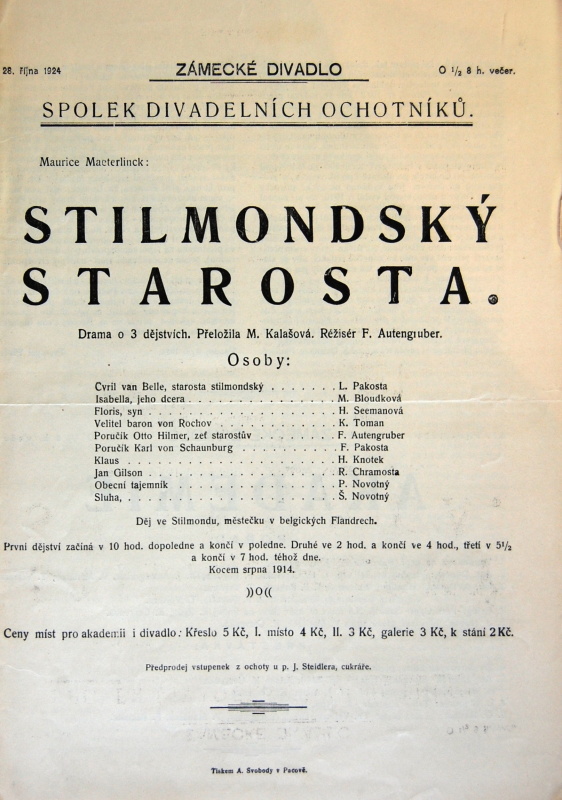 28. října 1924 ZÁMECKÉ DIVADLO O ½ 8 h. večer.
SPOLEK DIVADELNÍCH OCHOTNÍKŮ.
Maurice Maeterlinck:
STILMONDSKÝ
STAROSTA.
Drama o 3 dějstvích. Přeložila M. Kalašová. Réžisér F. Autengruber.
Osoby:
Cyril van Belle, starosta stilmondský . . . . . . . L. Pakosta
Isabella, jeho dcera . . . . . . . . . . . . . . . M. Bloudková
Floris, syn . . . . . . . . . . . . . . . . . . . H. Seemanová
Velitel baron von Rochov . . . . . . . . . . . . K. Toman
Poručík Otto Hilmer, zeť starostův . . . . . . . . F. Autengruber
Poručík Karl von Schaunburg . . . . . . . . . . F. Pakosta
Klaus . . . . . . . . . . . . . . . . . . . . . H. Knotek
Jan Gilson . . . . . . . . . . . . . . . . . . . R. Chramosta
Obecní tajemník . . . . . . . . . . . . . . . . P. Novotný
Sluha, . . . . . . . . . . . . . . . . . . . . . Š. Novotný
Děj ve Stilmondu, městečku v belgických Flandrech.
První dějství začíná v 10 hod. dopoledne a končí v poledne. Druhé ve 2 hod. a končí ve 4 hod., třetí v 5½
a končí v 7 hod. téhož dne.
Kocem srpna 1914.
))O((
Ceny míst pro akademii i divadlo: Křeslo 5 Kč, I. místo 4 Kč, II. 3 Kč, galerie 3 Kč, k stání 2 Kč.
Předprodej vstupenek z ochoty u p. J. Steidlera, cukráře.
Tiskem A. Svobody v Pacově.